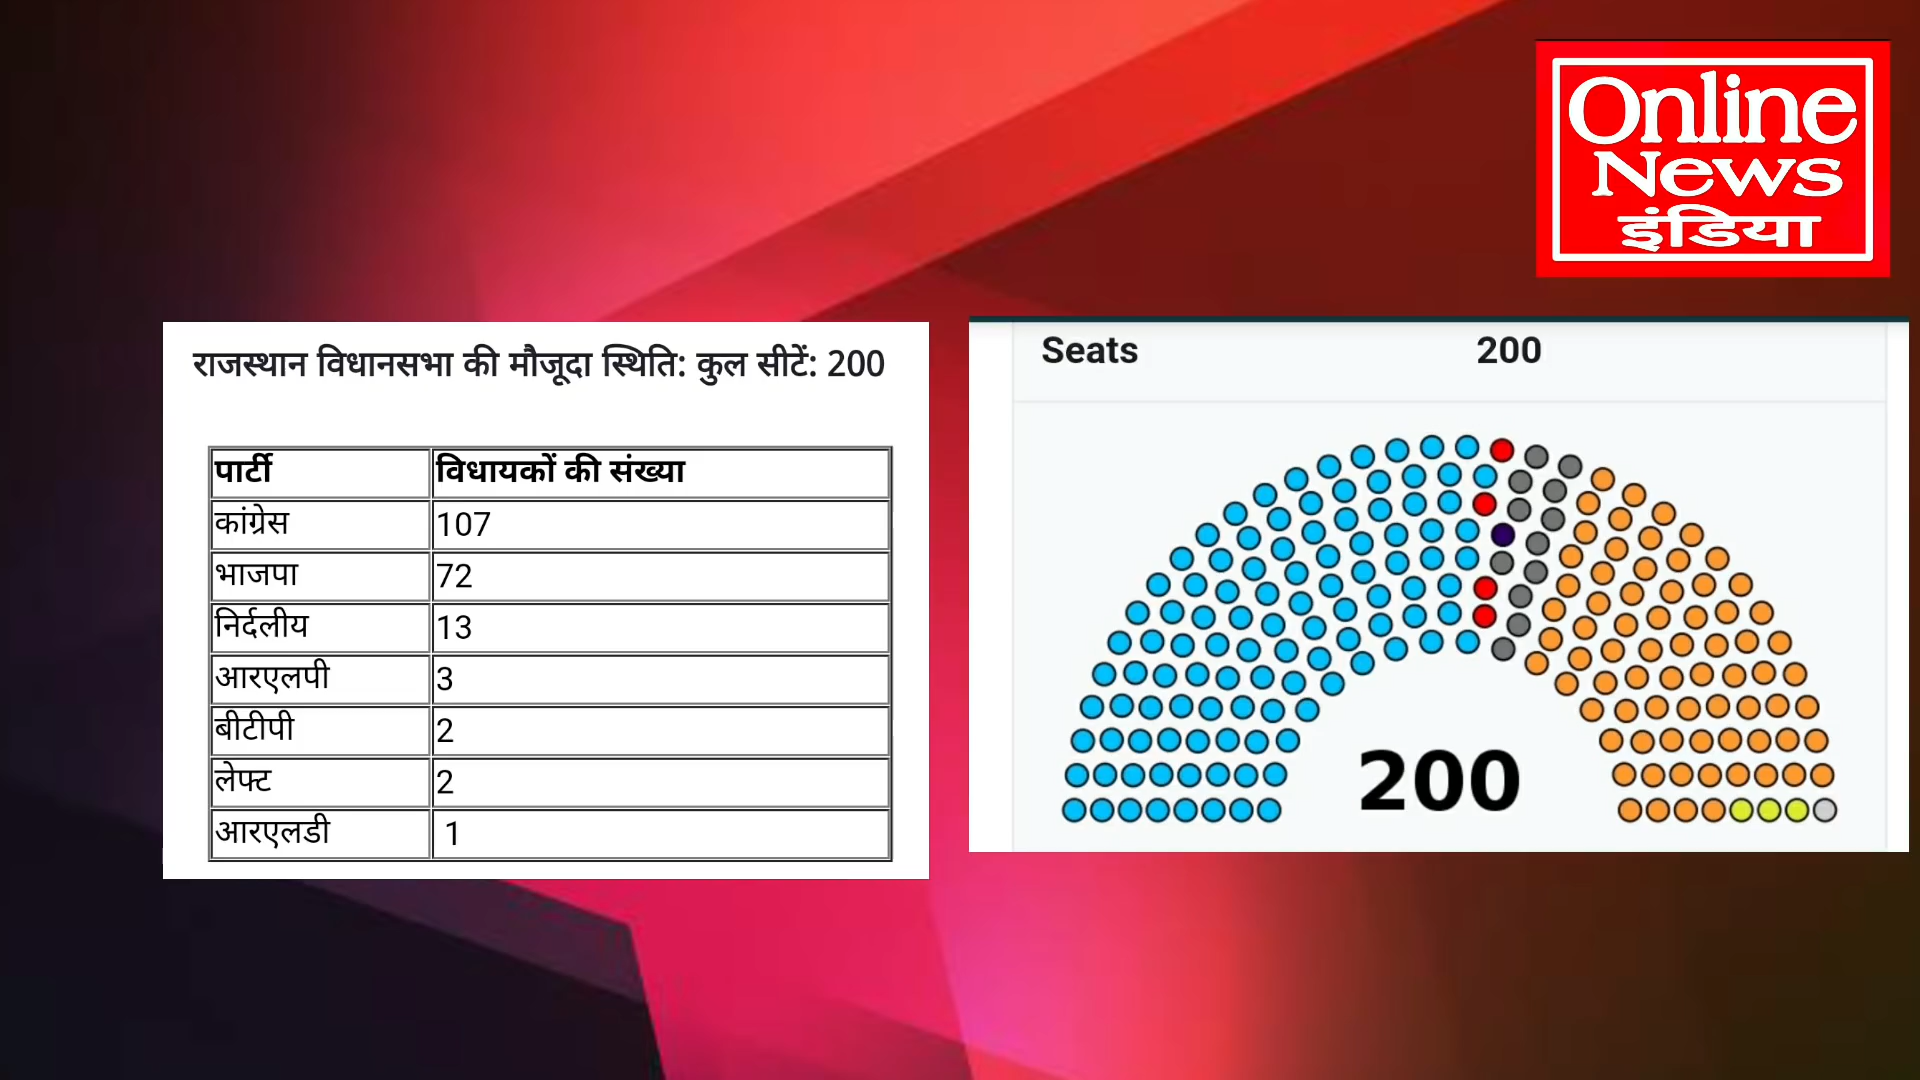 Online
News
इंडिया
राजस्थान विधानसभा की मौजूदा स्थिति: कुल सीटें: 200
पार्टी विधायकों की संख्या
कांग्रेस 107
भाजपा 72
निर्दलीय 13
आरएलपी 3
बीटीपी 2
लेफ्ट 2
आरएलडी 1
Seats 200
200